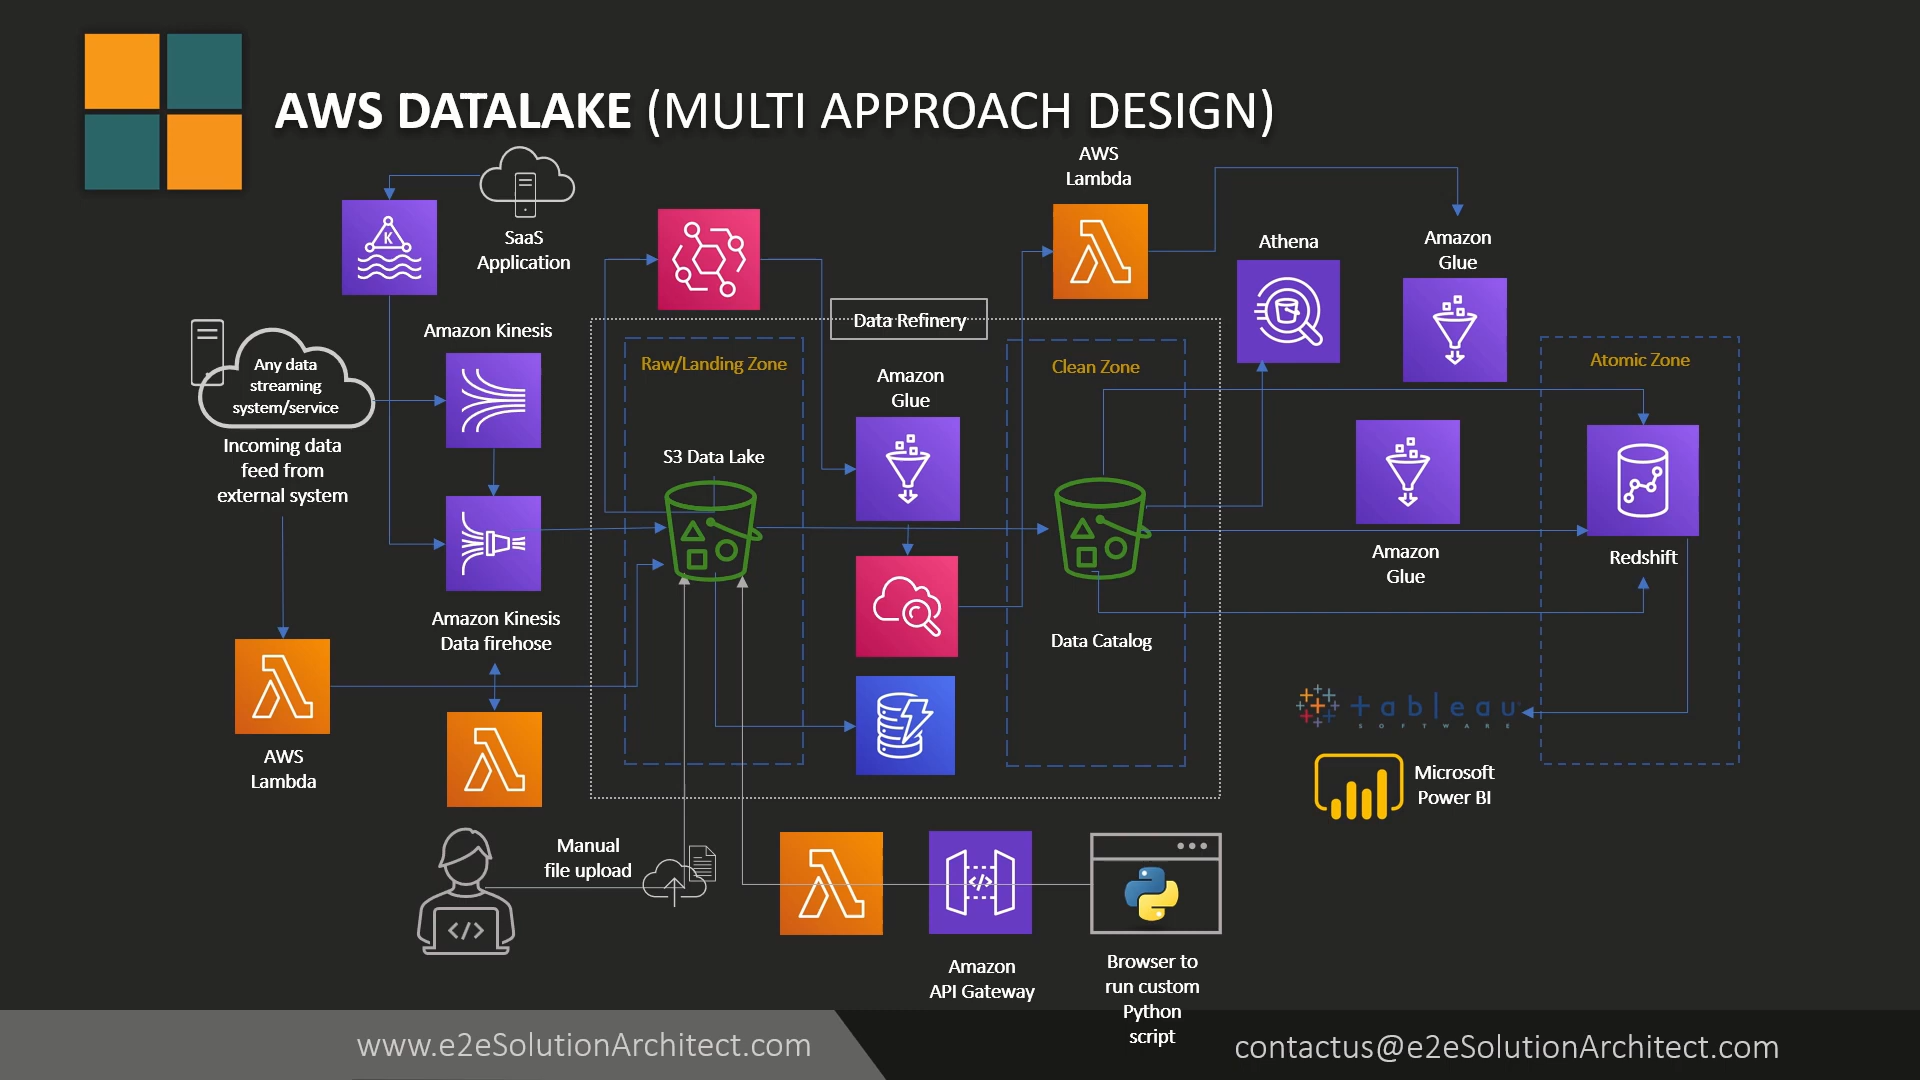 AWS DATALAKE (MULTI APPROACH DESIGN)
SaaS
Application
K
Amazon Kinesis
Any data
streaming
system/service
Incoming data
feed from
external system
Amazon Kinesis
Data firehose
AWS
Lambda
Manual
file upload
</>
Data Refinery
Raw/Landing Zone
S3 Data Lake
Amazon
Glue
Clean Zone
Data Catalog
AWS
Lambda
Athena
Amazon
Glue
Atomic Zone
Amazon
Glue
Redshift
+ableau
SOFTWARE
Microsoft
Power BI
</>
Amazon
API Gateway
Browser to
run custom
Python
script
www.e2eSolutionArchitect.com
contactus@e2eSolutionArchitect.com